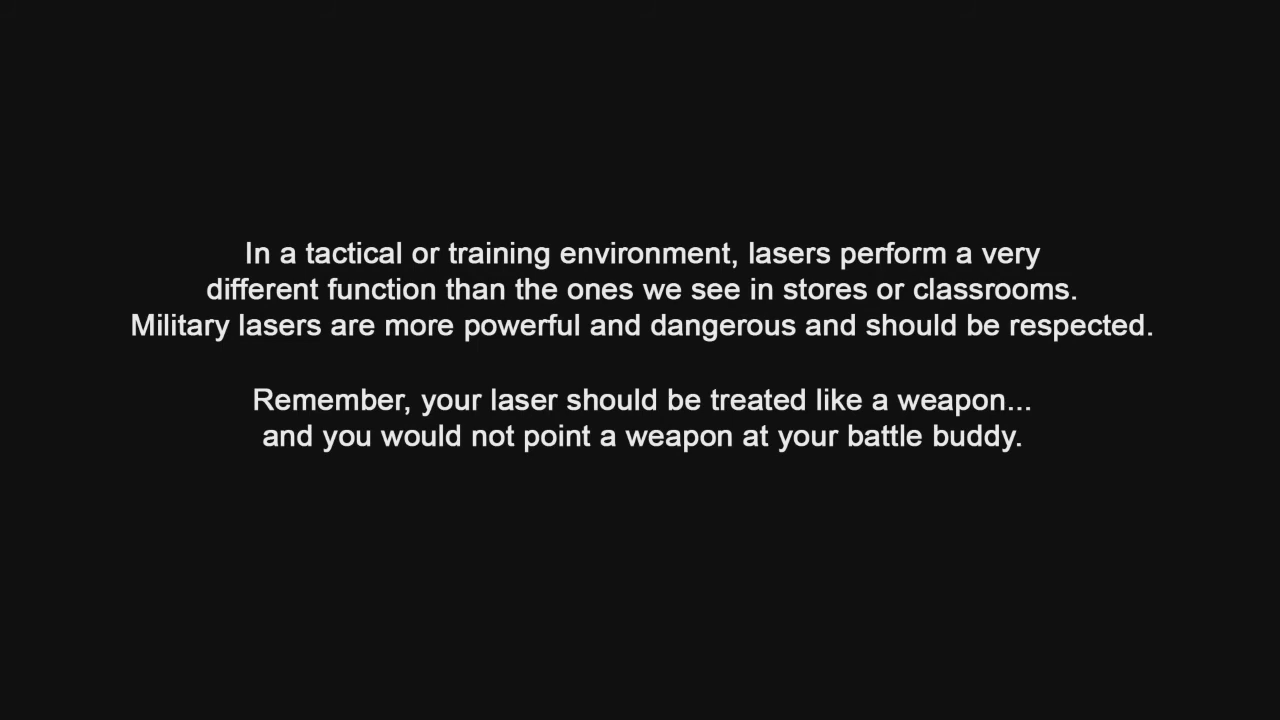 In a tactical or training environment, lasers perform a very
different function than the ones we see in stores or classrooms.
Military lasers are more powerful and dangerous and should be respected.
Remember, your laser should be treated like a weapon...
and you would not point a weapon at your battle buddy.